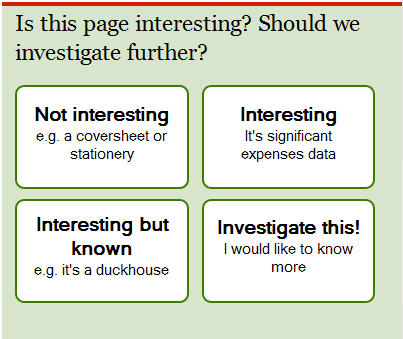 Is this page interesting? Should we
investigate further?
Not interesting
e.g. a coversheet or
stationery
Interesting
It's significant
expenses data
Interesting but
known
e.g. it's a duckhouse
Investigate this!
I would like to know
more